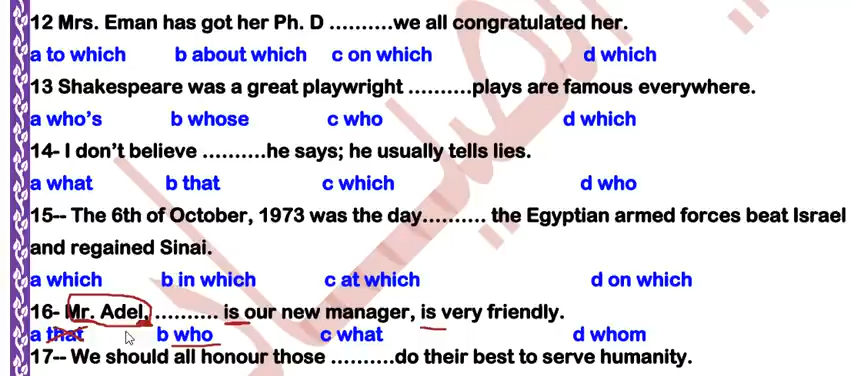 12 Mrs. Eman has got her Ph. D ..........we all congratulated her.
a to which b about which c on which d which
13 Shakespeare was a great playwright ..........plays are famous everywhere.
a who's b whose c who d which
14- I don't believe ..........he says; he usually tells lies.
a what b that c which d who
15-- The 6th of October, 1973 was the day.......... the Egyptian armed forces beat Israel
and regained Sinai.
a which b in which c at which d on which
16- Mr. Adel, .......... is our new manager, is very friendly.
a that b who c what d whom
17-- We should all honour those ..........do their best to serve humanity.